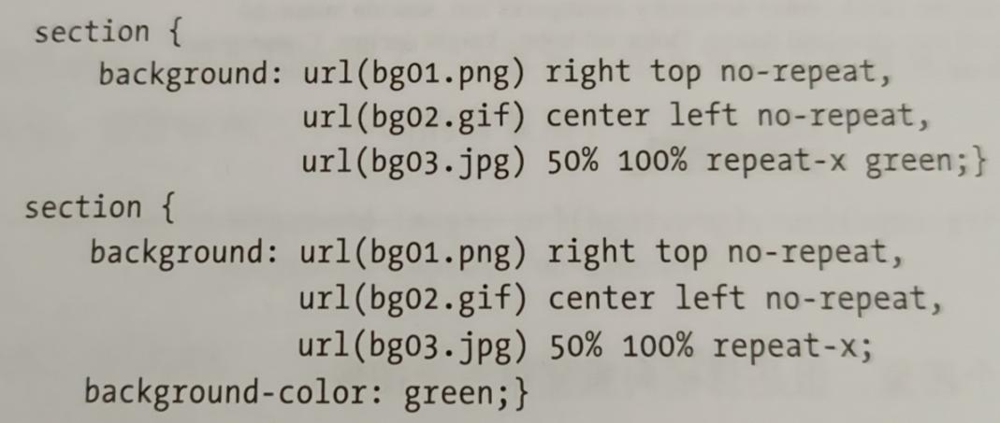 section {
background: url(bg01.png) right top no-repeat,
url(bg02.gif) center left no-repeat,
url(bg03.jpg) 50% 100% repeat-x green;}
section {
background: url(bg01.png) right top no-repeat,
url(bg02.gif) center left no-repeat,
url(bg03.jpg) 50% 100% repeat-x;
background-color: green;}